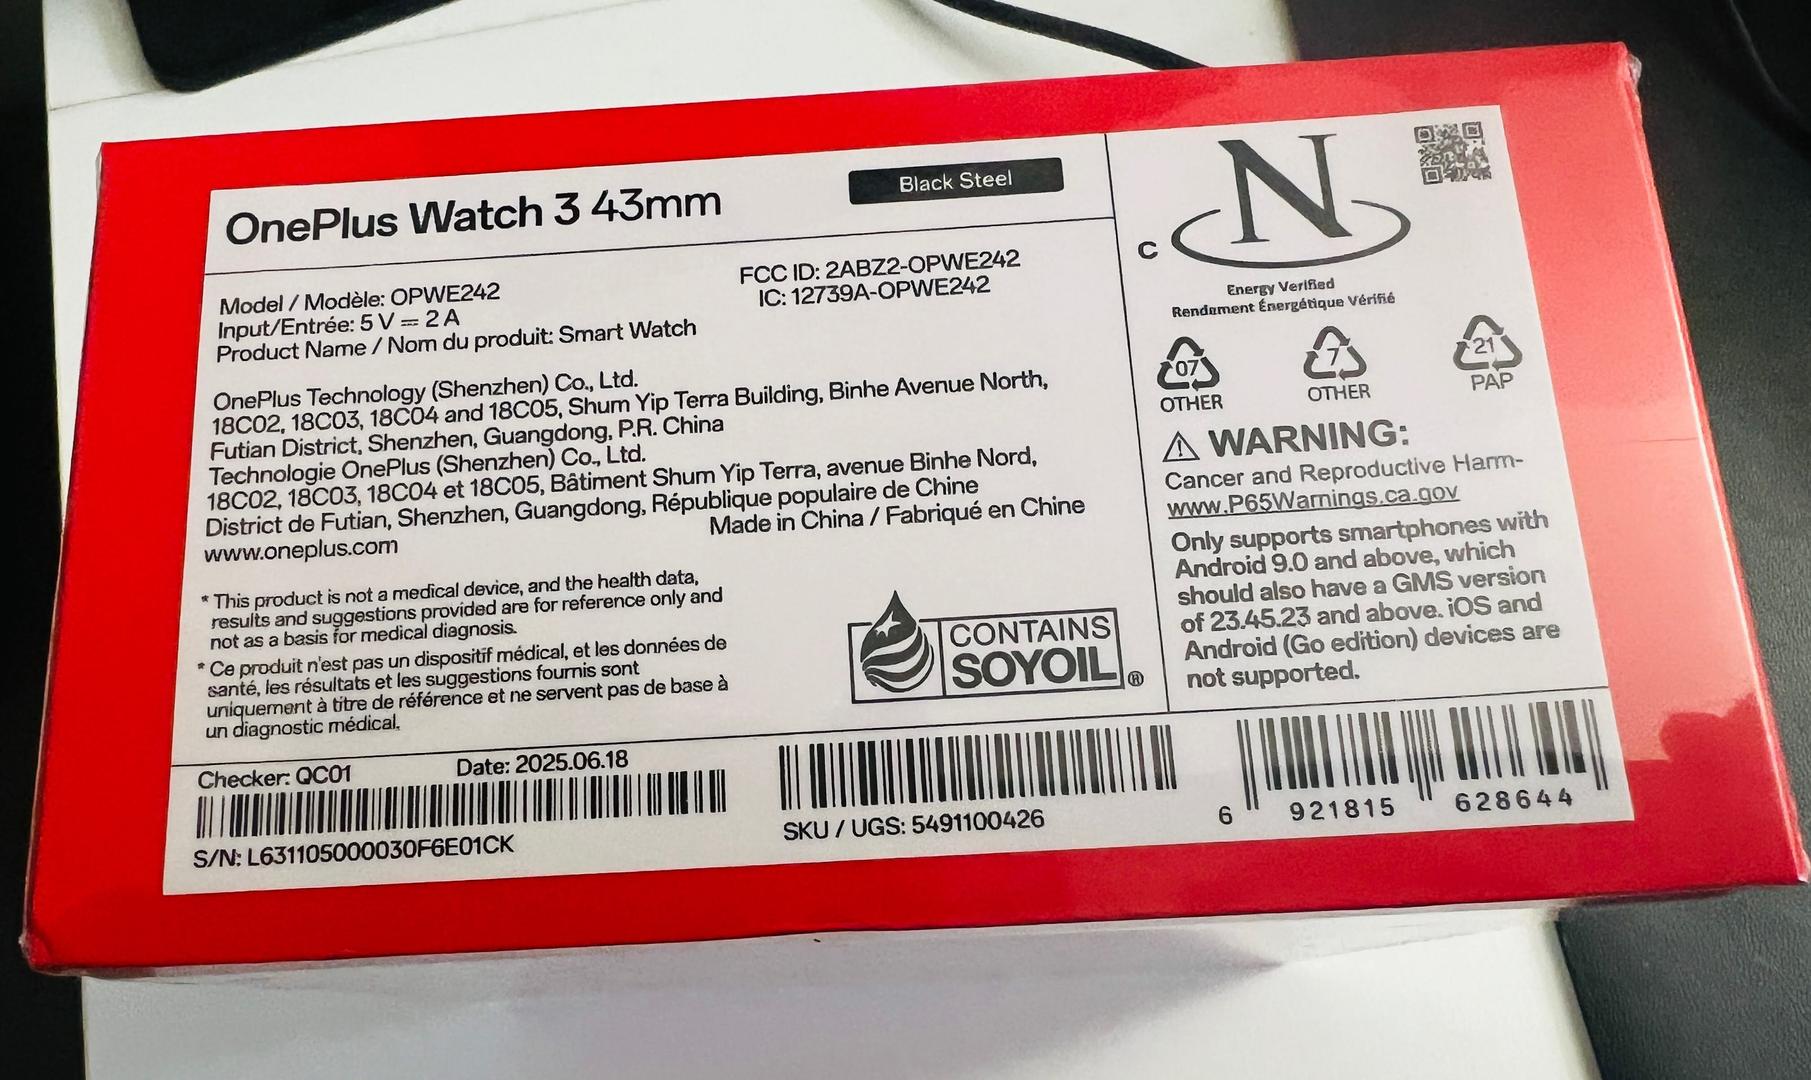 OnePlus Watch 3 43mm
Black Steel
Model / Modèle: OPWE242
Input/Entrée: 5 V ⎓ 2 A
Product Name / Nom du produit: Smart Watch
FCC ID: 2ABZ2-OPWE242
IC: 12739A-OPWE242
OnePlus Technology (Shenzhen) Co., Ltd.
18C02, 18C03, 18C04 and 18C05, Shum Yip Terra Building, Binhe Avenue North,
Futian District, Shenzhen, Guangdong, P.R. China
Technologie OnePlus (Shenzhen) Co., Ltd.
18C02, 18C03, 18C04 et 18C05, Bâtiment Shum Yip Terra, avenue Binhe Nord,
District de Futian, Shenzhen, Guangdong, République populaire de Chine
www.oneplus.com
Made in China / Fabriqué en Chine
* This product is not a medical device, and the health data,
results and suggestions provided are for reference only and
not as a basis for medical diagnosis.
* Ce produit n'est pas un dispositif médical, et les données de
santé, les résultats et les suggestions fournis sont
uniquement à titre de référence et ne servent pas de base à
un diagnostic médical.
CONTAINS
SOYOIL®
C
N
Energy Verified
Rendement Énergétique Vérifié
07
OTHER
7
OTHER
21
PAP
⚠ WARNING:
Cancer and Reproductive Harm-
www.P65Warnings.ca.gov
Only supports smartphones with
Android 9.0 and above, which
should also have a GMS version
of 23.45.23 and above. iOS and
Android (Go edition) devices are
not supported.
Checker: QC01
Date: 2025.06.18
S/N: L631105000030F6E01CK
SKU / UGS: 5491100426
6 921815 628644